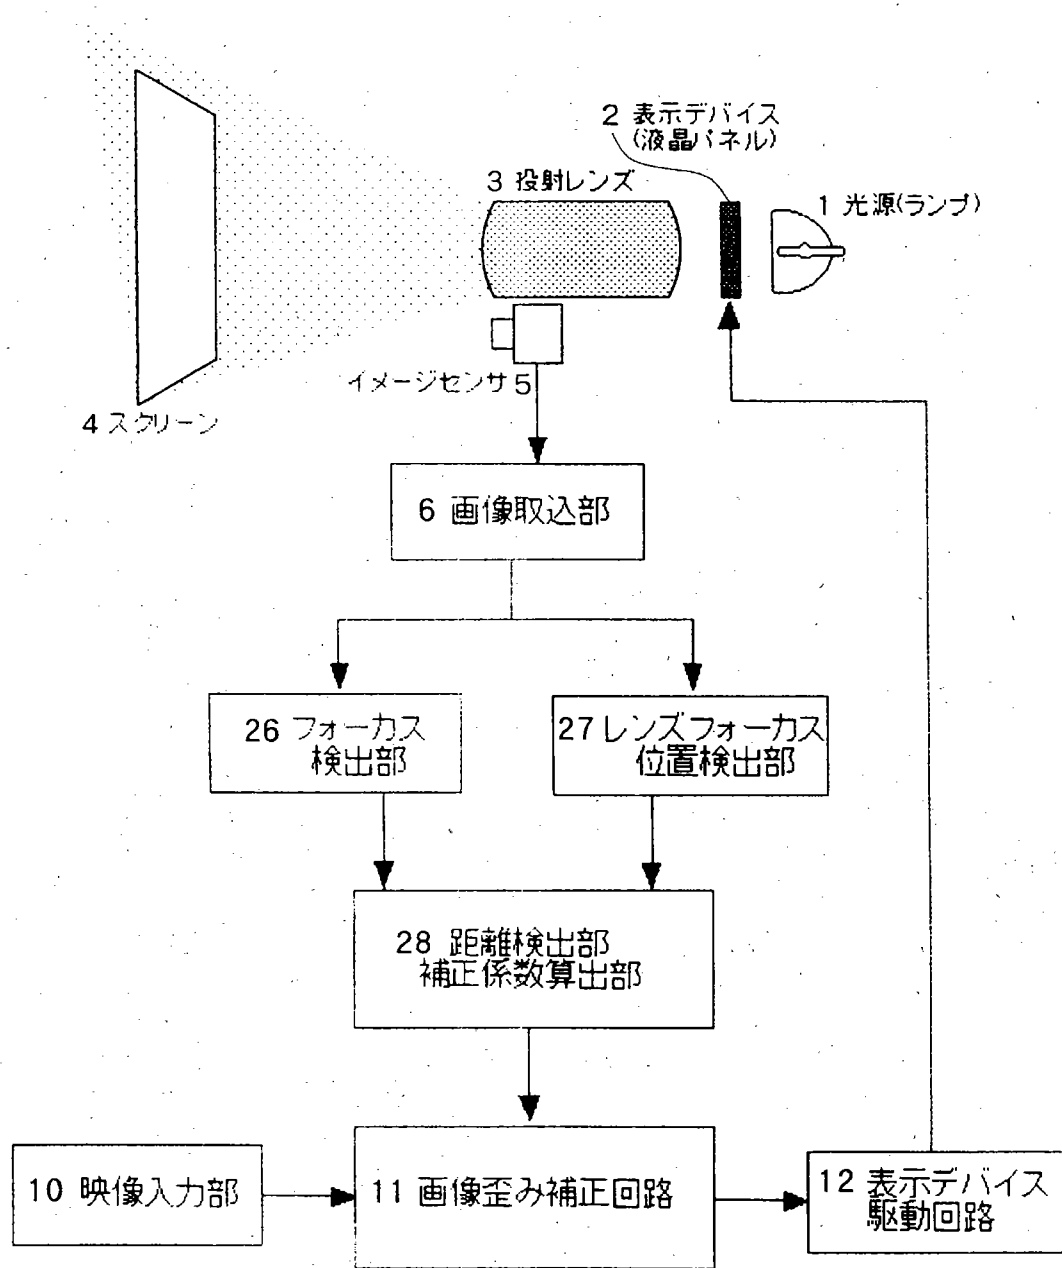 2 表示デバイス
(液晶パネル)
3 投射レンズ
1 光源(ランプ)
イメージセンサ 5
4 スクリーン
6 画像取込部
26 フォーカス
検出部
27 レンズフォーカス
位置検出部
28 距離検出部
補正係数算出部
10 映像入力部
11 画像歪み補正回路
12 表示デバイス
駆動回路